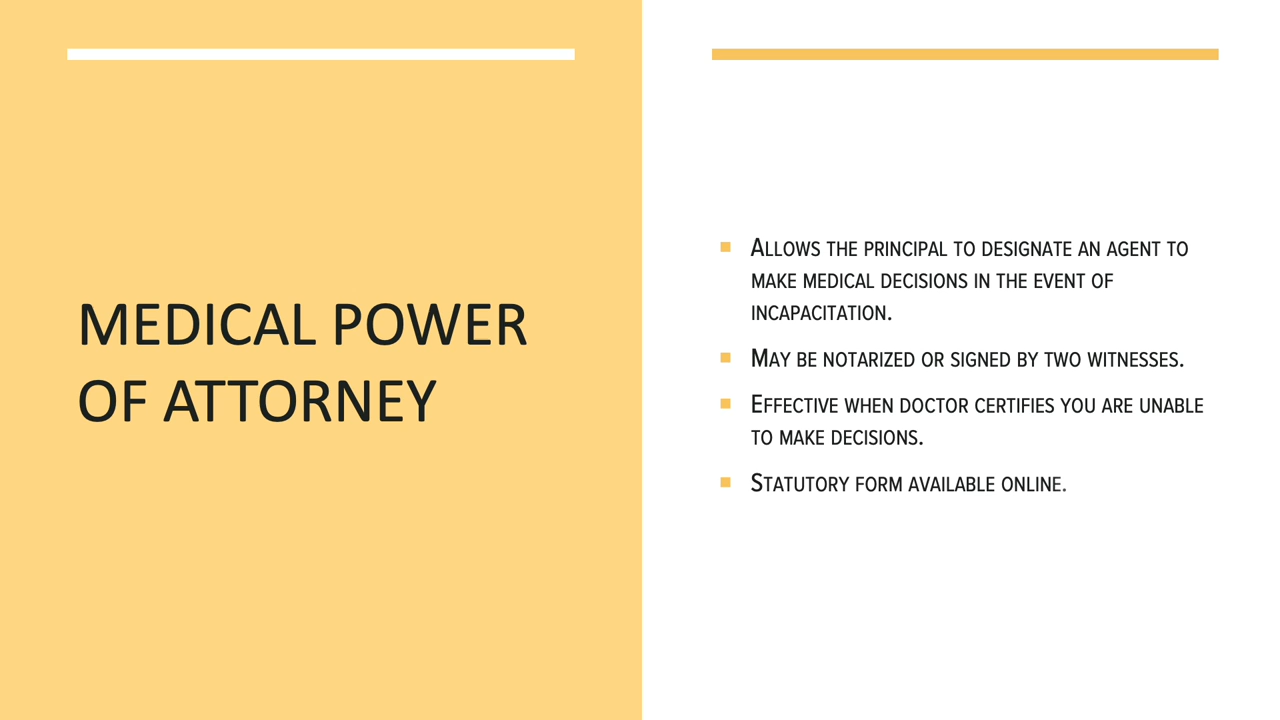 MEDICAL POWER
OF ATTORNEY
Allows the principal to designate an agent to
make medical decisions in the event of
incapacitation.
May be notarized or signed by two witnesses.
Effective when doctor certifies you are unable
to make decisions.
Statutory form available online.